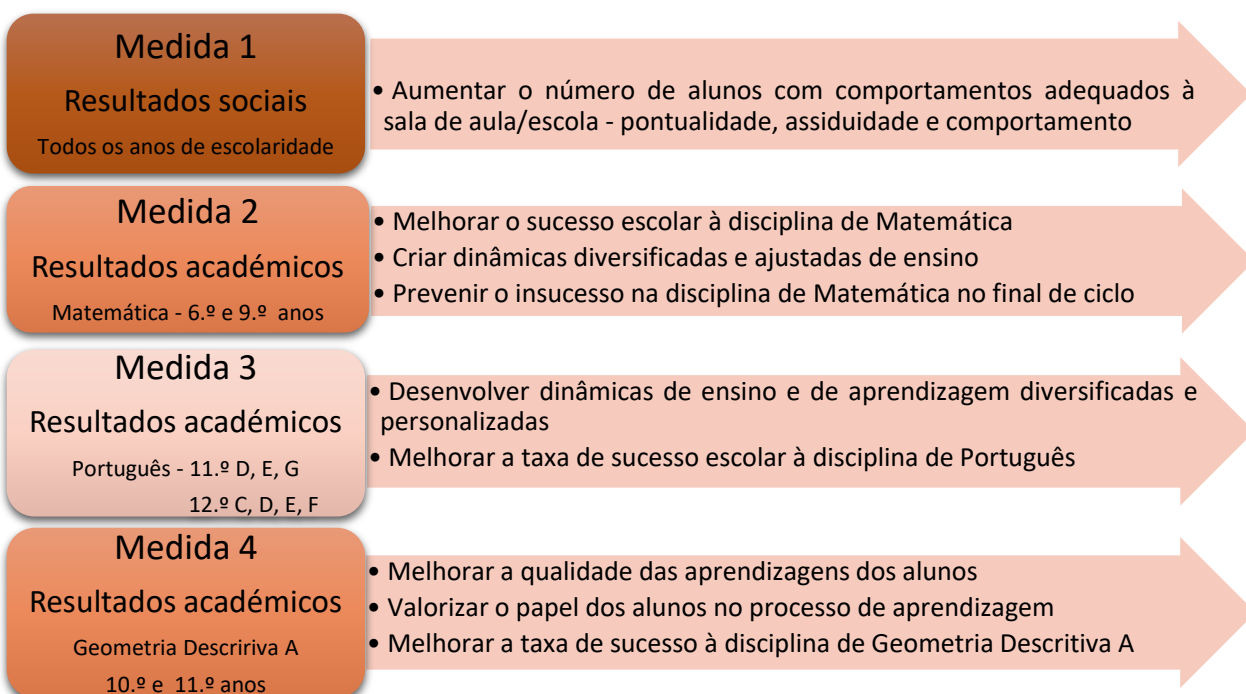 Medida 1
Resultados sociais
Todos os anos de escolaridade
• Aumentar o número de alunos com comportamentos adequados à
sala de aula/escola - pontualidade, assiduidade e comportamento
Medida 2
Resultados académicos
Matemática - 6.º e 9.º anos
• Melhorar o sucesso escolar à disciplina de Matemática
• Criar dinâmicas diversificadas e ajustadas de ensino
• Prevenir o insucesso na disciplina de Matemática no final de ciclo
Medida 3
Resultados académicos
Português - 11.º D, E, G
12.º C, D, E, F
• Desenvolver dinâmicas de ensino e de aprendizagem diversificadas e
personalizadas
• Melhorar a taxa de sucesso escolar à disciplina de Português
Medida 4
Resultados académicos
Geometria Descririva A
10.º e 11.º anos
• Melhorar a qualidade das aprendizagens dos alunos
• Valorizar o papel dos alunos no processo de aprendizagem
• Melhorar a taxa de sucesso à disciplina de Geometria Descritiva A